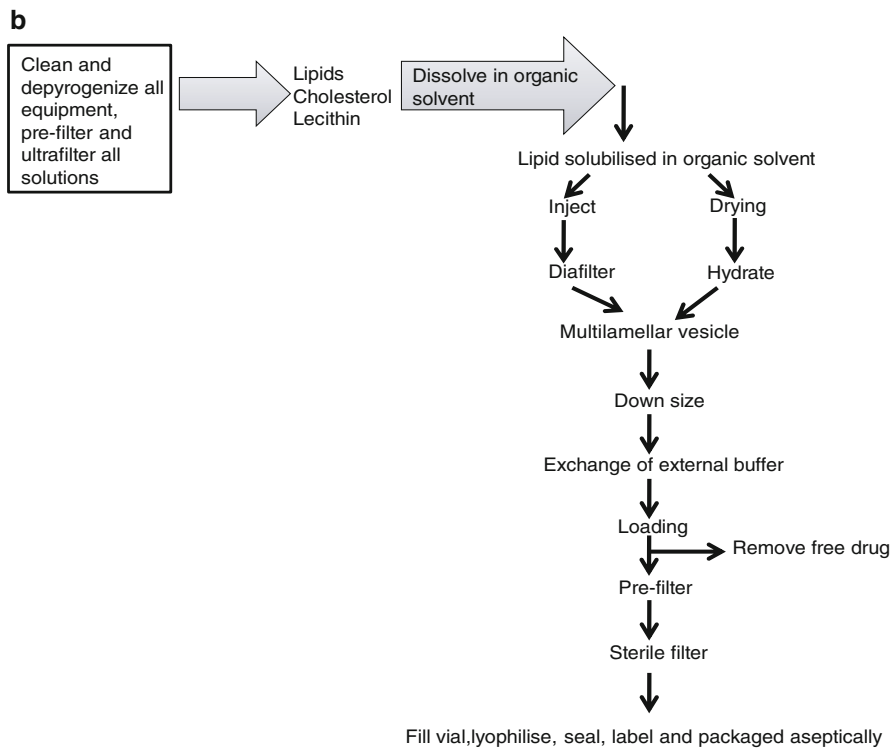 b
Clean and
depyrogenize all
equipment,
pre-filter and
ultrafilter all
solutions
Lipids
Cholesterol
Lecithin
Dissolve in organic
solvent
Lipid solubilised in organic solvent
Inject
Drying
Diafilter
Hydrate
Multilamellar vesicle
Down size
Exchange of external buffer
Loading
Remove free drug
Pre-filter
Sterile filter
Fill vial,lyophilise, seal, label and packaged aseptically